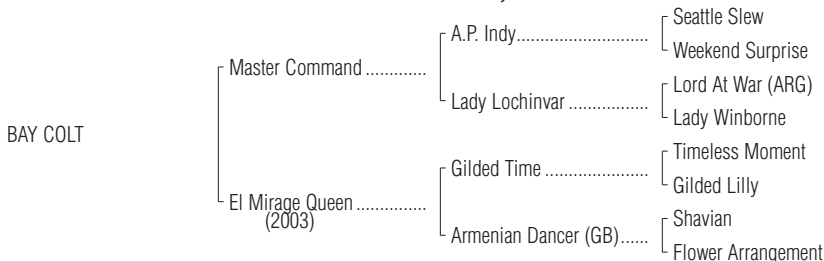 Seattle Slew
A.P. Indy............................
Weekend Surprise
Master Command .............
Lord At War (ARG)
Lady Lochinvar .................
Lady Winborne
BAY COLT
Timeless Moment
Gilded Time ......................
Gilded Lilly
El Mirage Queen ...............
(2003)
Shavian
Armenian Dancer (GB)......
Flower Arrangement